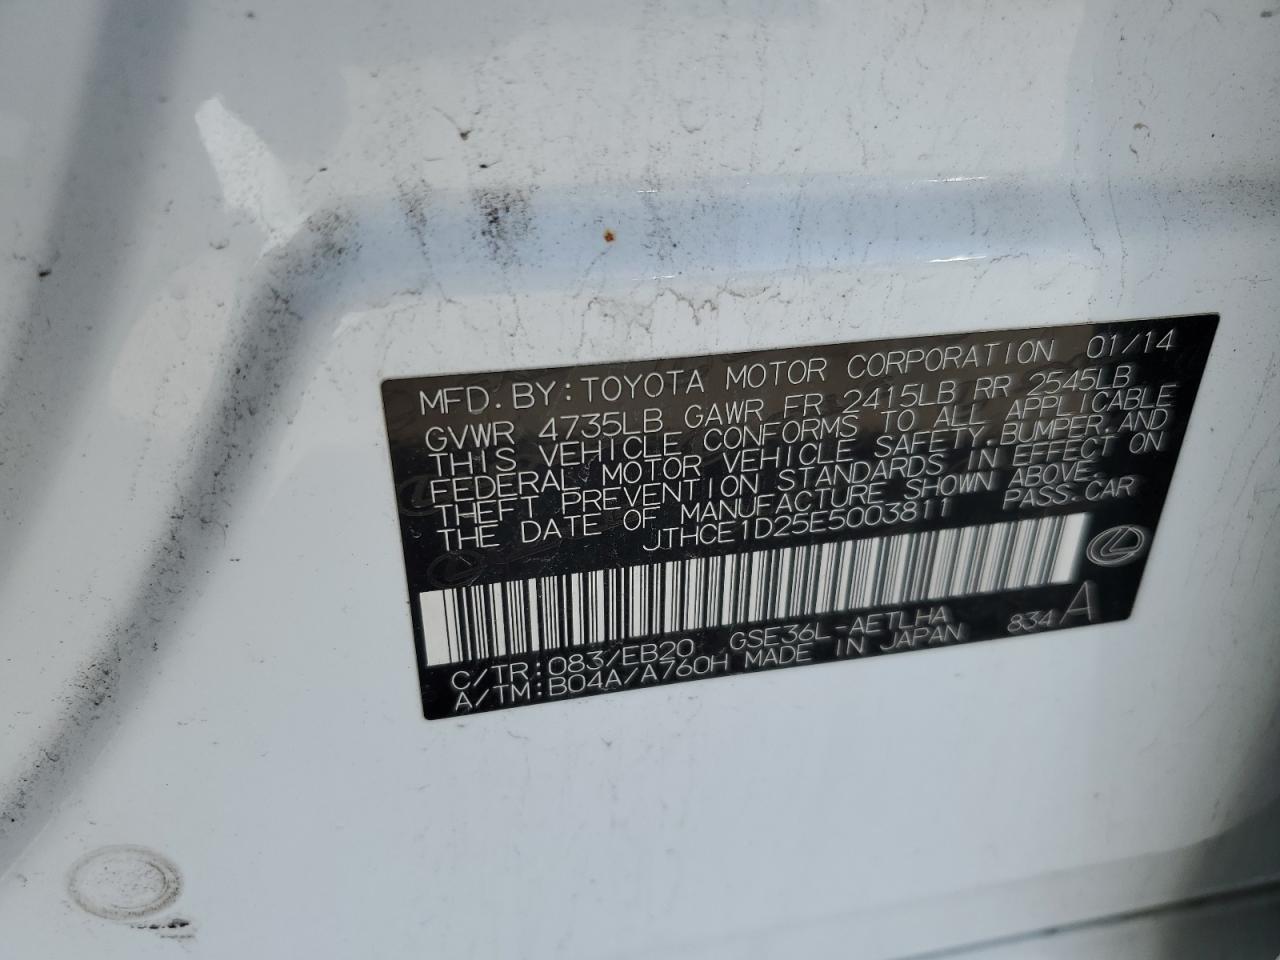 MFD. BY: TOYOTA MOTOR CORPORATION 01/14
GVWR 4735LB GAWR FR 2415LB RR 2545LB
THIS VEHICLE CONFORMS TO ALL APPLICABLE
FEDERAL MOTOR VEHICLE SAFETY, BUMPER, AND
THEFT PREVENTION STANDARDS IN EFFECT ON
THE DATE OF MANUFACTURE SHOWN ABOVE.
JTHCE1D25E5003811 PASS. CAR
C/TR: 083/EB20 GSE36L-AETLHA 834 A
A/TM: B04A/A760H MADE IN JAPAN